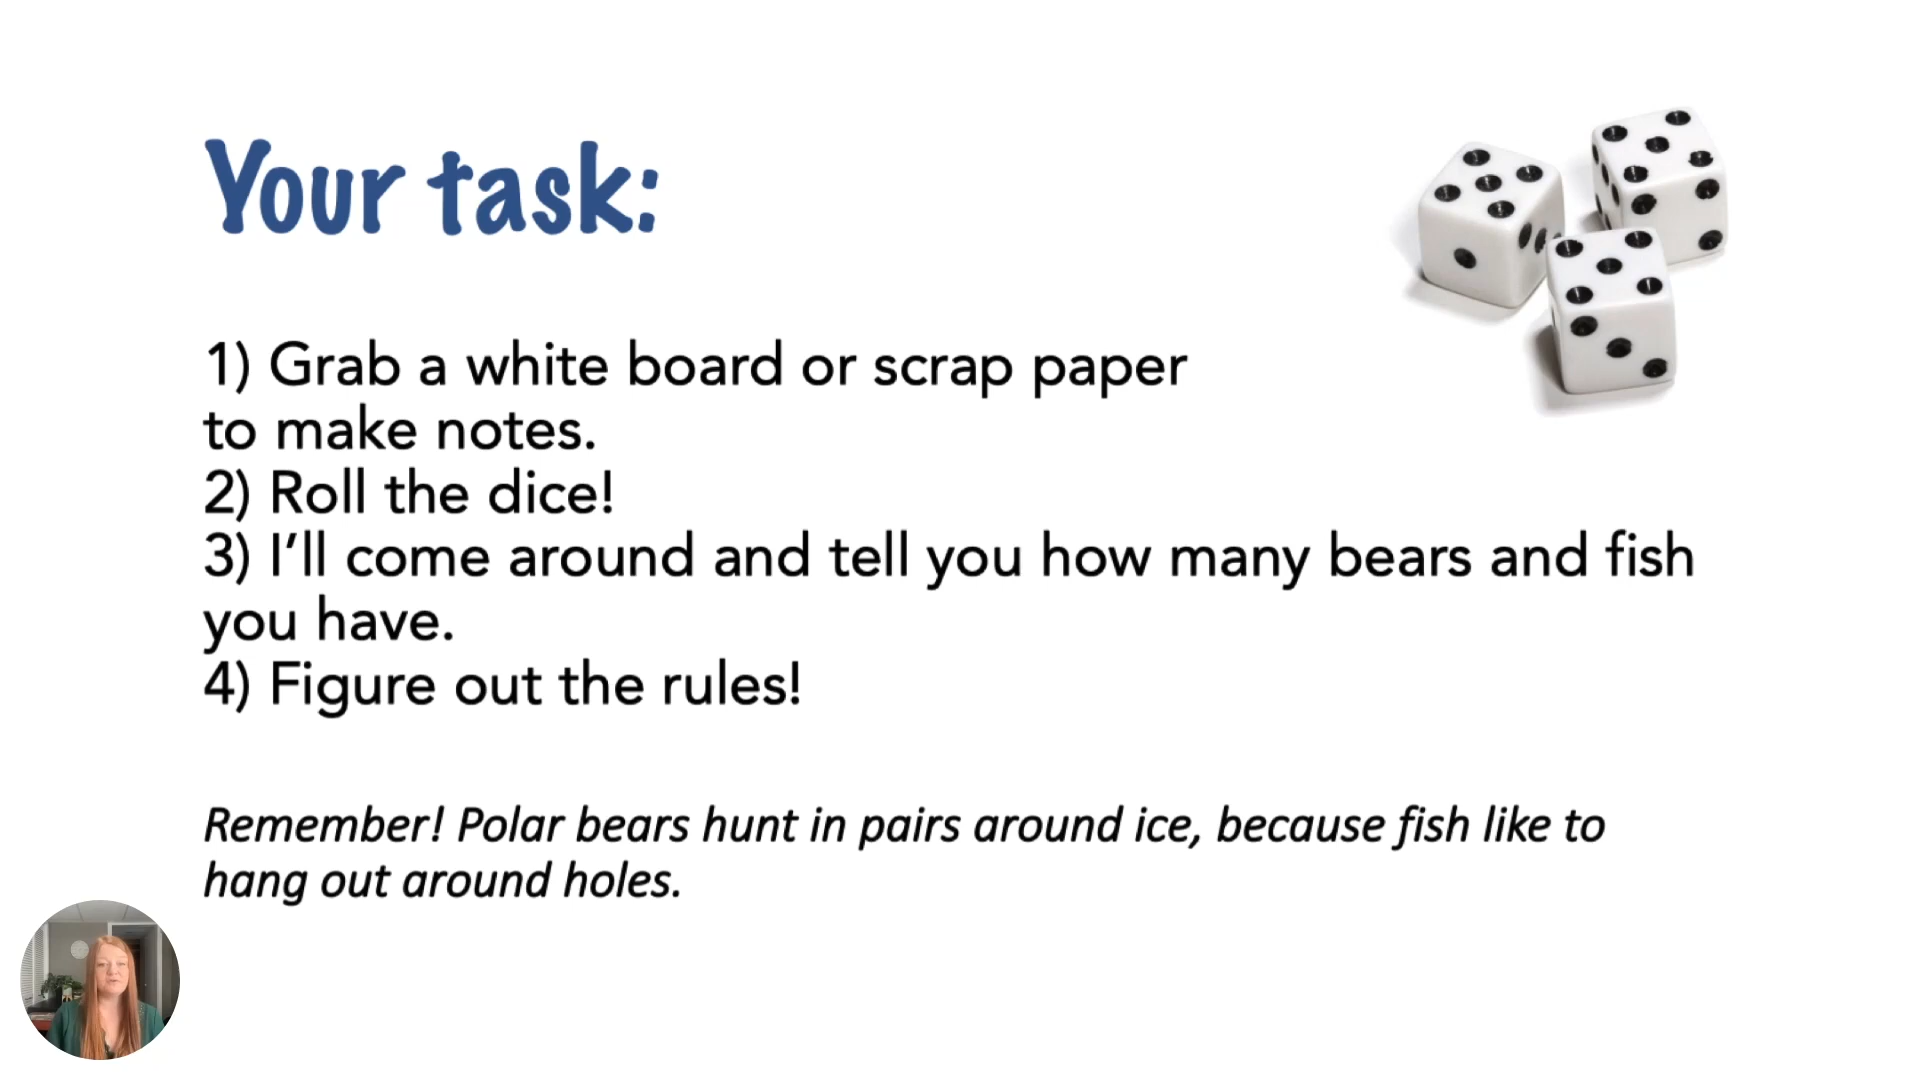 Your task:
1) Grab a white board or scrap paper
to make notes.
2) Roll the dice!
3) I’ll come around and tell you how many bears and fish
you have.
4) Figure out the rules!
Remember! Polar bears hunt in pairs around ice, because fish like to
hang out around holes.